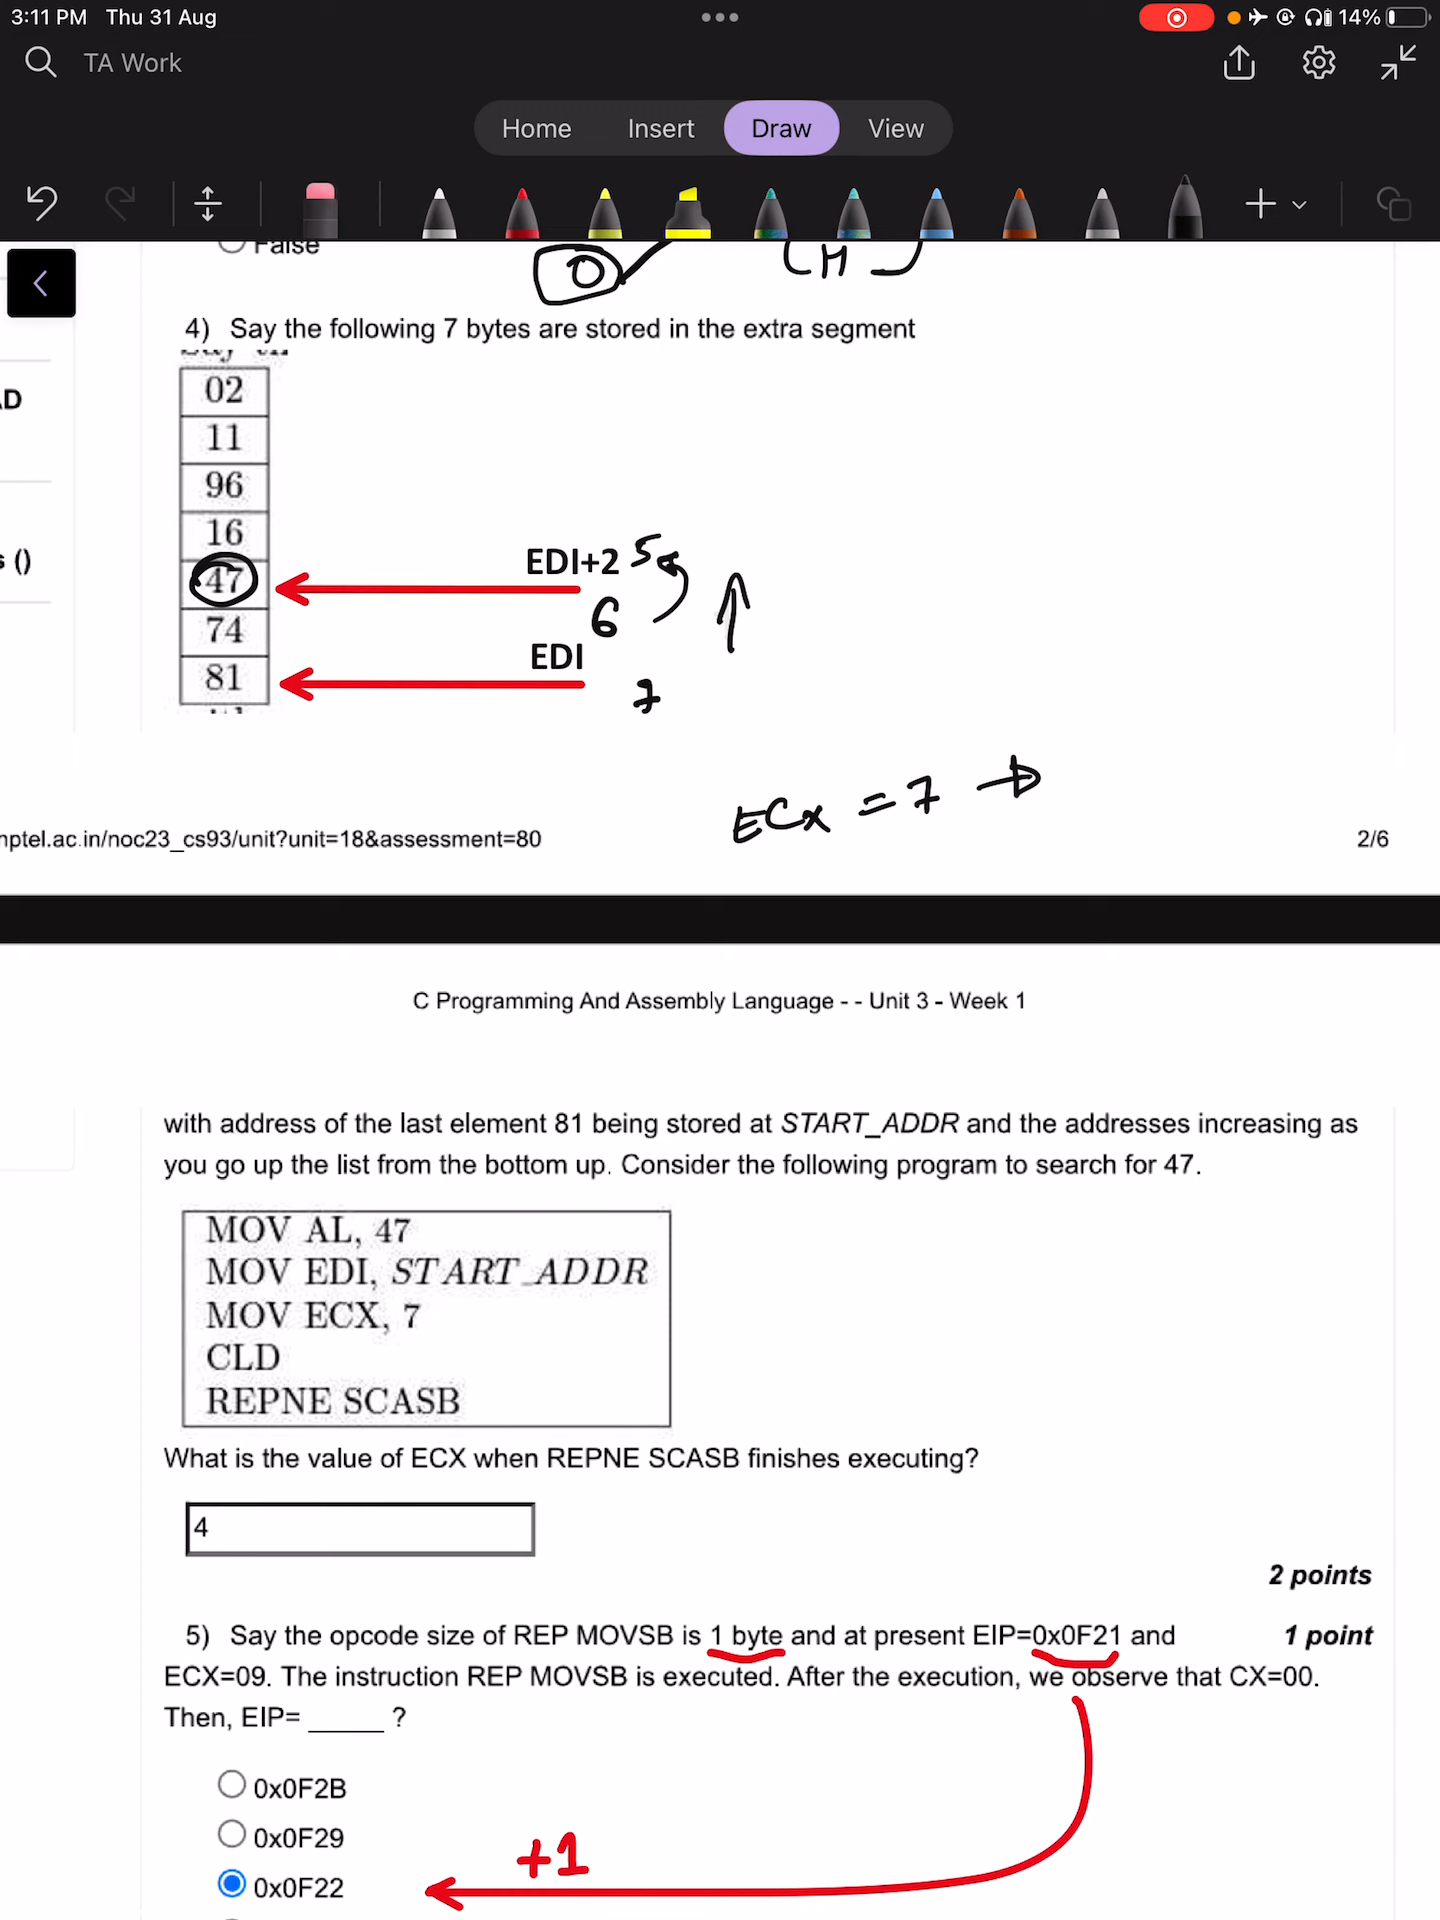 3:11 PM Thu 31 Aug
14%
TA Work
Home Insert Draw View
False
0
CH
4) Say the following 7 bytes are stored in the extra segment
02
11
96
16
47
74
81
EDI+2 5
6
EDI
7
ECX = 7 →
nptel.ac.in/noc23_cs93/unit?unit=18&assessment=80
2/6
C Programming And Assembly Language - - Unit 3 - Week 1
with address of the last element 81 being stored at START_ADDR and the addresses increasing as
you go up the list from the bottom up. Consider the following program to search for 47.
MOV AL, 47
MOV EDI, START_ADDR
MOV ECX, 7
CLD
REPNE SCASB
What is the value of ECX when REPNE SCASB finishes executing?
4
2 points
5) Say the opcode size of REP MOVSB is 1 byte and at present EIP=0x0F21 and
1 point
ECX=09. The instruction REP MOVSB is executed. After the execution, we observe that CX=00.
Then, EIP= _____ ?
0x0F2B
0x0F29
+1
0x0F22